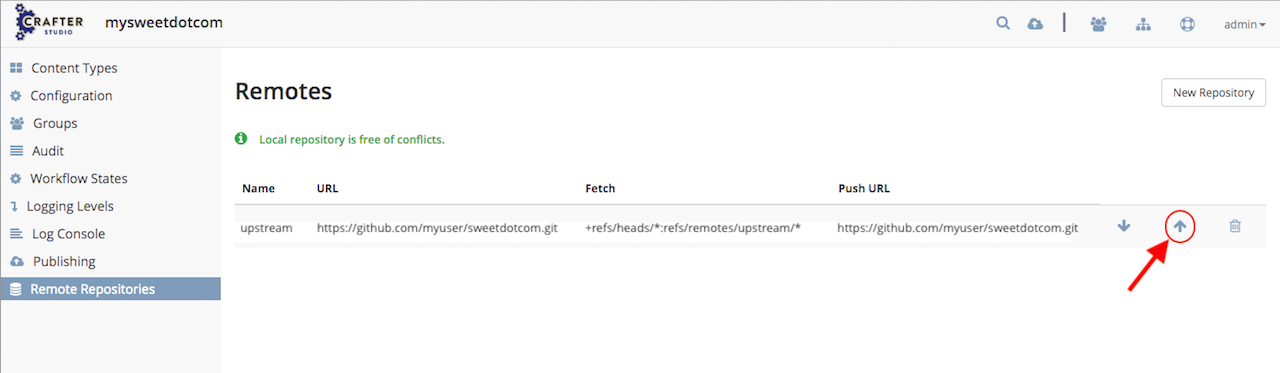 CRAFTER
STUDIO
mysweetdotcom
admin
Content Types
Configuration
Groups
Audit
Workflow States
Logging Levels
Log Console
Publishing
Remote Repositories
Remotes
New Repository
Local repository is free of conflicts.
Name URL Fetch Push URL
upstream https://github.com/myuser/sweetdotcom.git +refs/heads/*:refs/remotes/upstream/* https://github.com/myuser/sweetdotcom.git